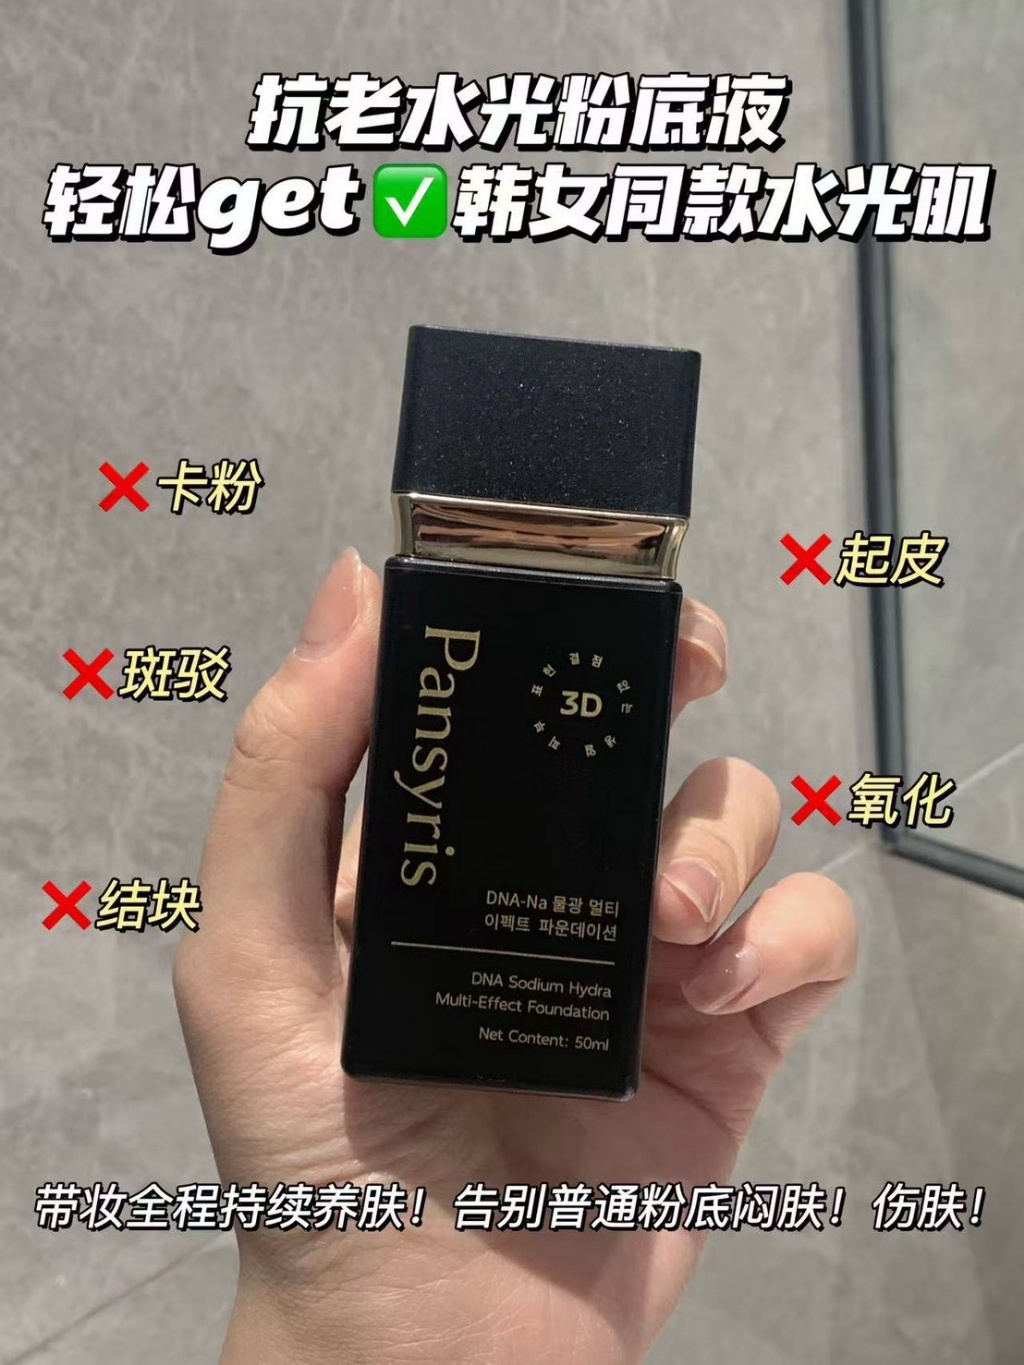 抗老水光粉底液
轻松get✅韩女同款水光肌
❌卡粉
❌起皮
❌斑驳
❌氧化
❌结块
Pansyris
3D
DNA-Na 물광 멀티
이펙트 파운데이션
DNA Sodium Hydra
Multi-Effect Foundation
Net Content: 50ml
带妆全程持续养肤！告别普通粉底闷肤！伤肤！